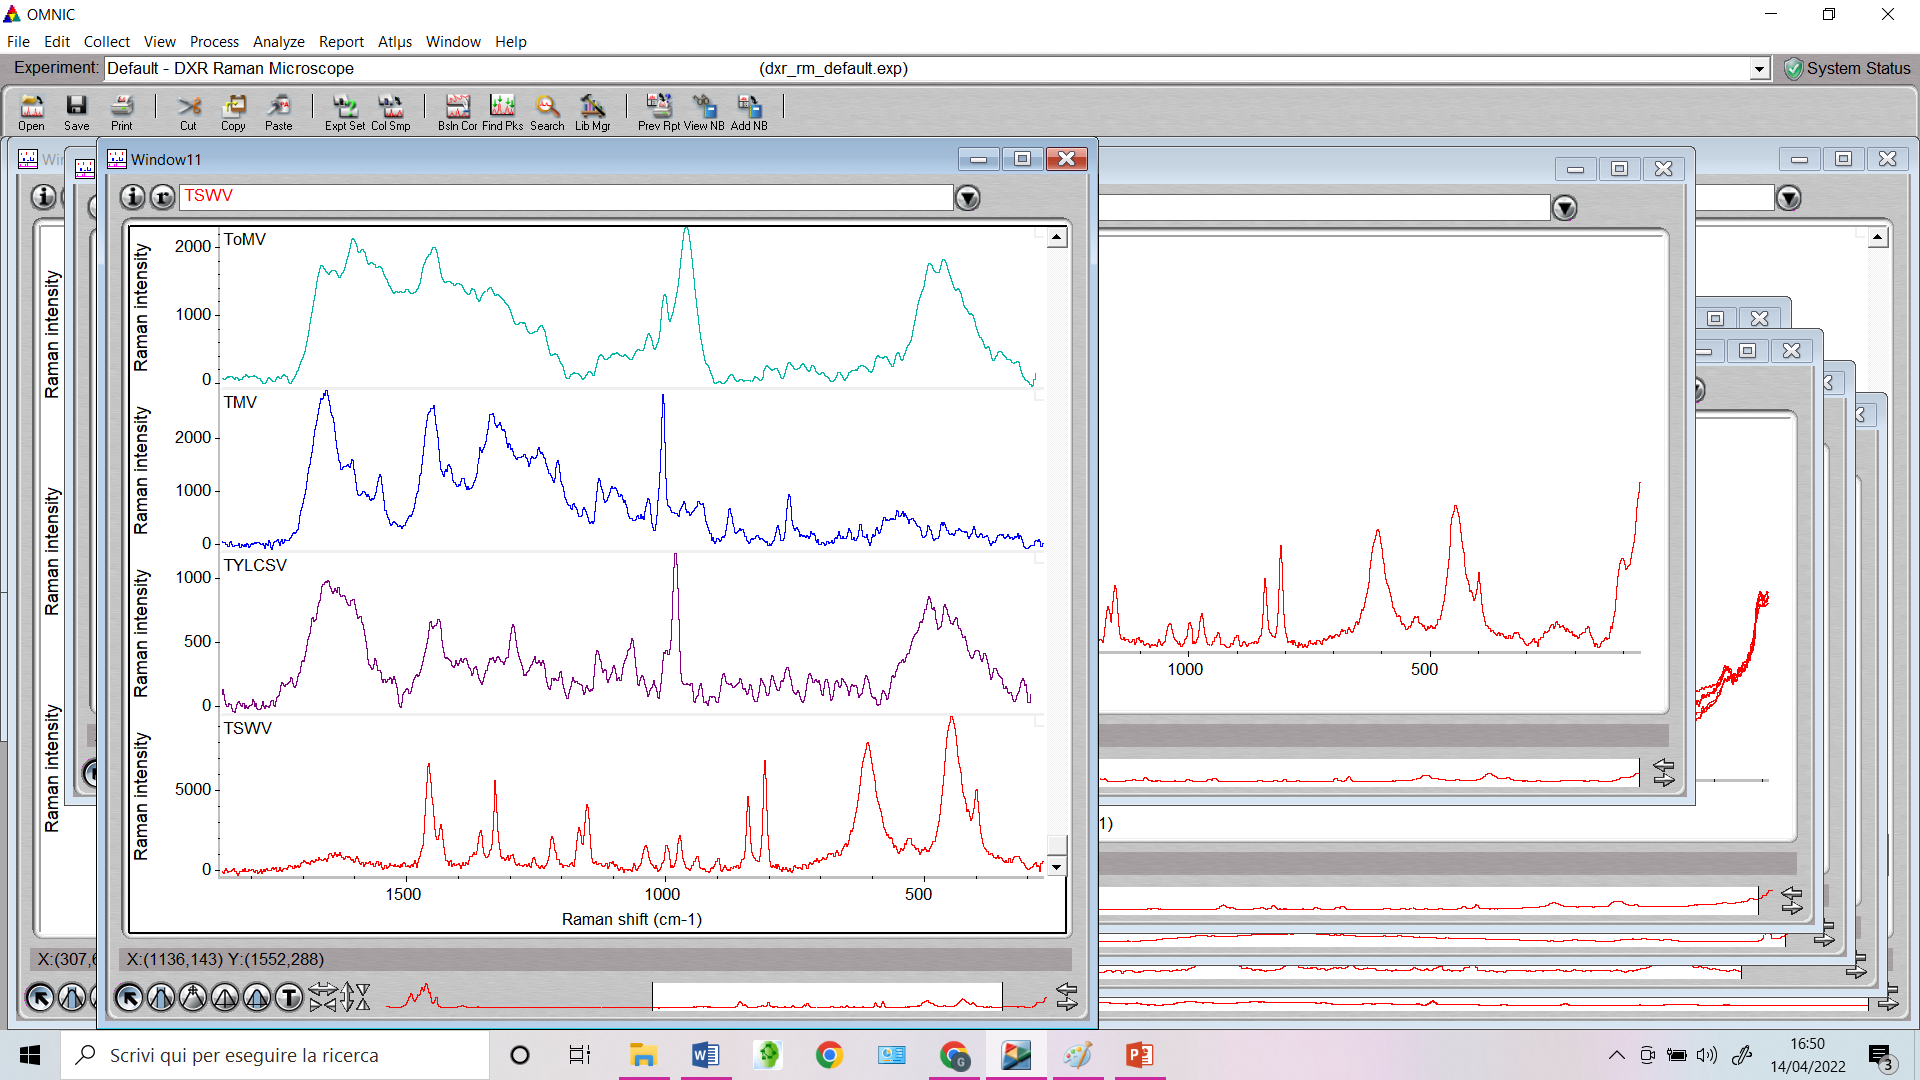 OMNIC
File Edit Collect View Process Analyze Report Atlµs Window Help
Experiment: Default - DXR Raman Microscope (dxr_rm_default.exp) System Status
Open Save Print Cut Copy Paste Expt Set Col Smp Bsln Cor Find Pks Search Lib Mgr Prev Rpt View NB Add NB
Window11
TSWV
ToMV
Raman intensity
2000
1000
0
TMV
Raman intensity
2000
1000
0
TYLCSV
Raman intensity
1000
500
0
TSWV
Raman intensity
5000
0
1500 1000 500
Raman shift (cm-1)
X:(1136,143) Y:(1552,288)
Raman intensity
Raman intensity
Raman intensity
1000 500
1)
Scrivi qui per eseguire la ricerca
16:50
14/04/2022
3